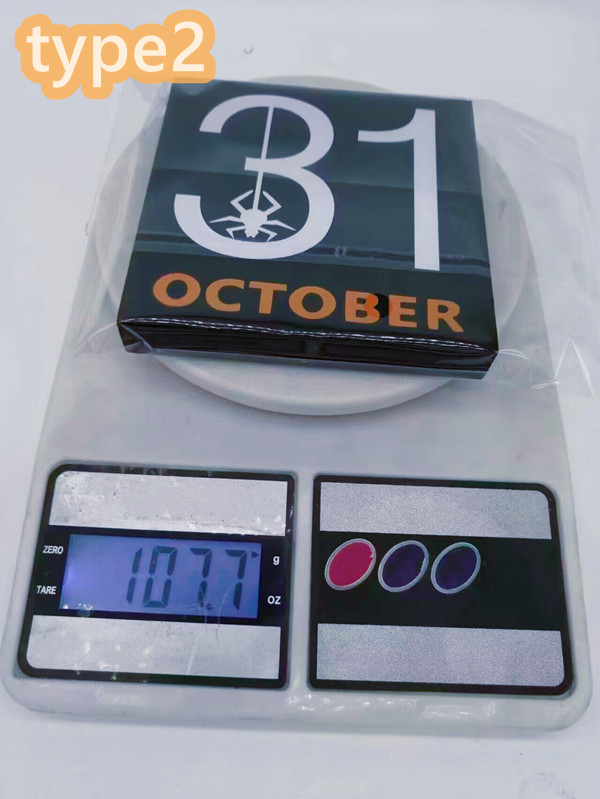 type2
31
OCTOBER
ZERO
TARE
107.7
g
OZ